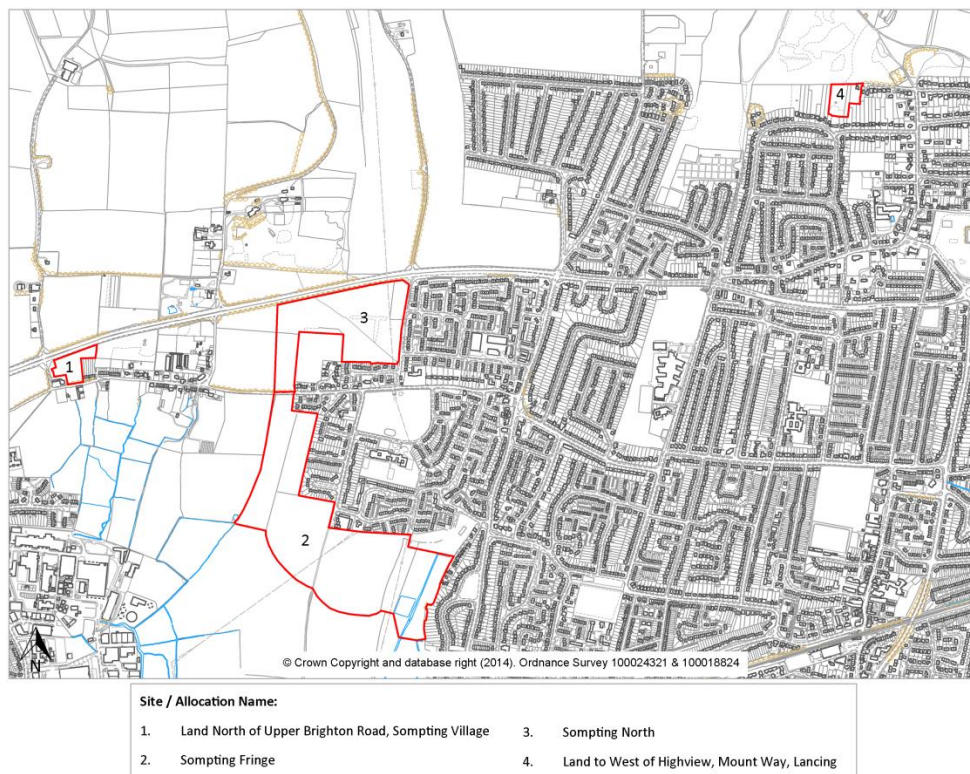 4
3
1
2
N
© Crown Copyright and database right (2014). Ordnance Survey 100024321 & 100018824
Site / Allocation Name:
1. Land North of Upper Brighton Road, Sompting Village
2. Sompting Fringe
3. Sompting North
4. Land to West of Highview, Mount Way, Lancing